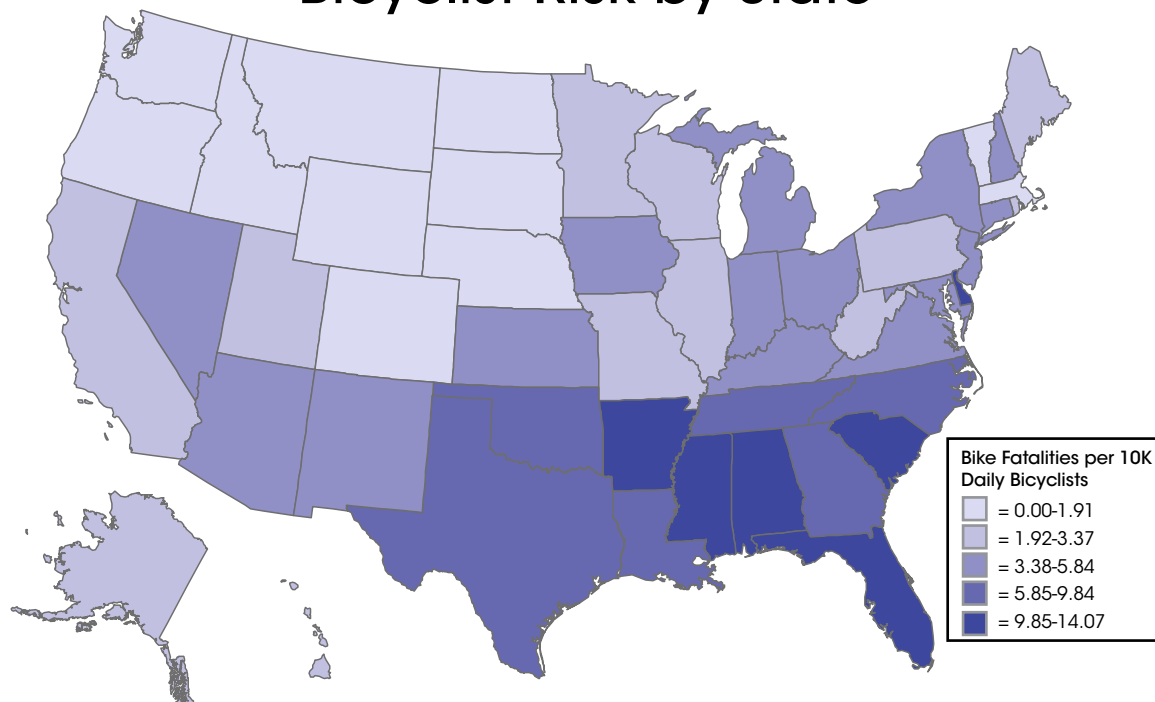 Bicyclist Risk by State
Bike Fatalities per 10K
Daily Bicyclists
= 0.00-1.91
= 1.92-3.37
= 3.38-5.84
= 5.85-9.84
= 9.85-14.07